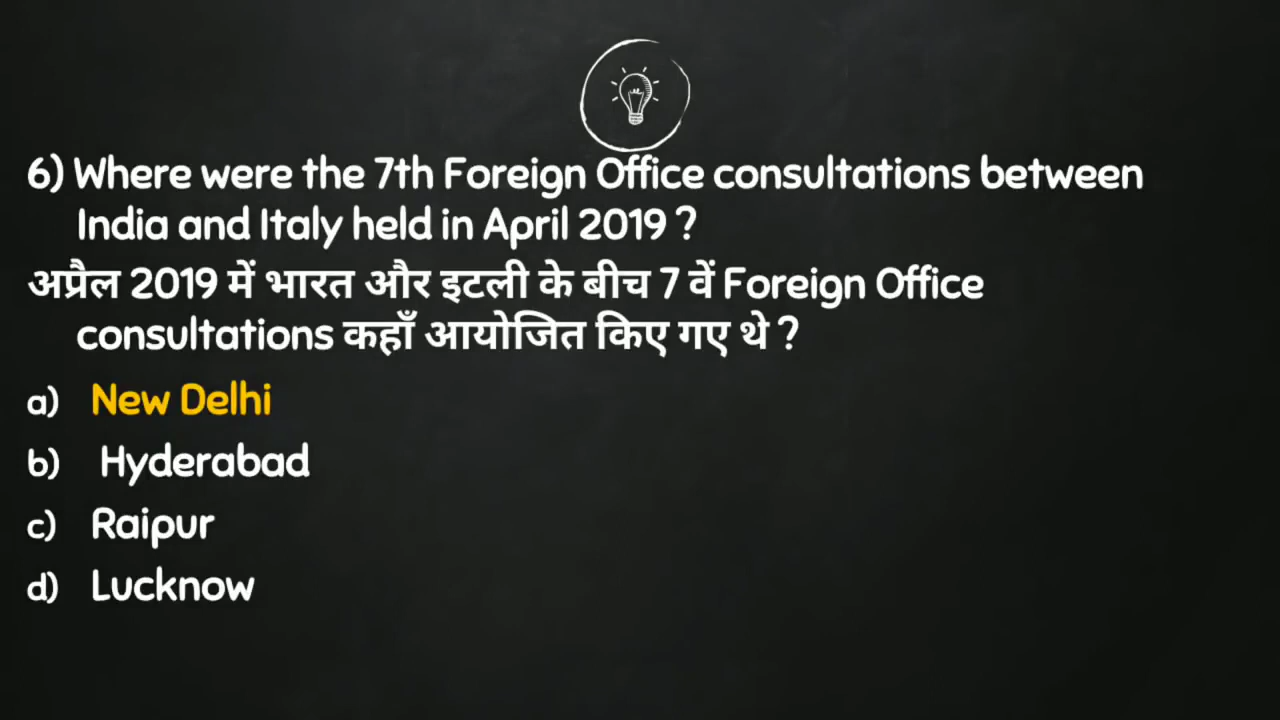 6) Where were the 7th Foreign Office consultations between
India and Italy held in April 2019 ?
अप्रैल 2019 में भारत और इटली के बीच 7 वें Foreign Office
consultations कहाँ आयोजित किए गए थे ?
a) New Delhi
b) Hyderabad
c) Raipur
d) Lucknow